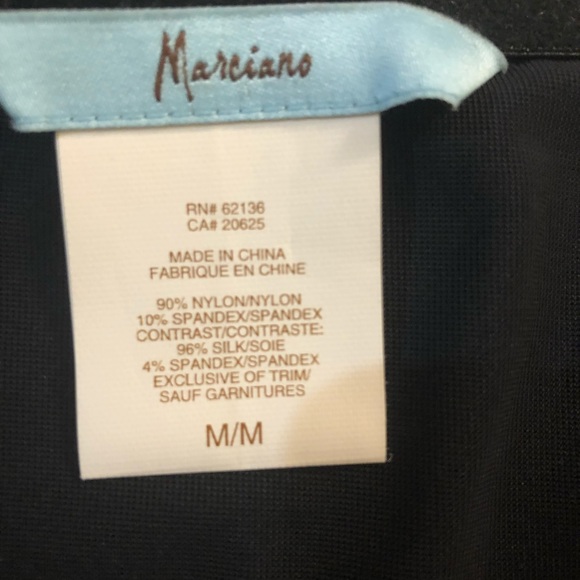 Marciano
RN# 62136
CA# 20625
MADE IN CHINA
FABRIQUE EN CHINE
90% NYLON/NYLON
10% SPANDEX/SPANDEX
CONTRAST/CONTRASTE:
96% SILK/SOIE
4% SPANDEX/SPANDEX
EXCLUSIVE OF TRIM/
SAUF GARNITURES
M/M